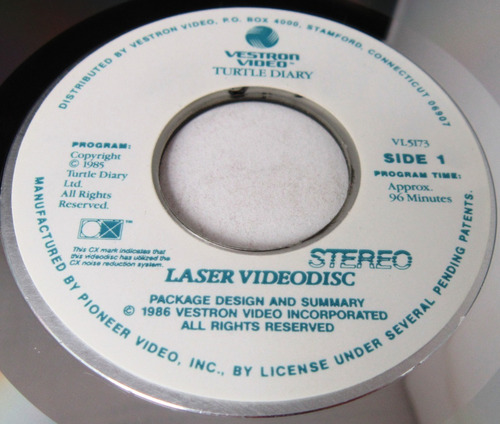 DISTRIBUTED BY VESTRON VIDEO, P.O. BOX 4000, STAMFORD, CONNECTICUT 06907
VESTRON
VIDEO™
TURTLE DIARY
PROGRAM:
Copyright
© 1985
Turtle Diary
Ltd.
All Rights
Reserved.
VL5173
SIDE 1
PROGRAM TIME:
Approx.
96 Minutes
CX™
This CX mark indicates that
this videodisc has utilized the
CX noise reduction system.
STEREO
LASER VIDEODISC
PACKAGE DESIGN AND SUMMARY
© 1986 VESTRON VIDEO INCORPORATED
ALL RIGHTS RESERVED
MANUFACTURED BY PIONEER VIDEO, INC., BY LICENSE UNDER SEVERAL PENDING PATENTS.